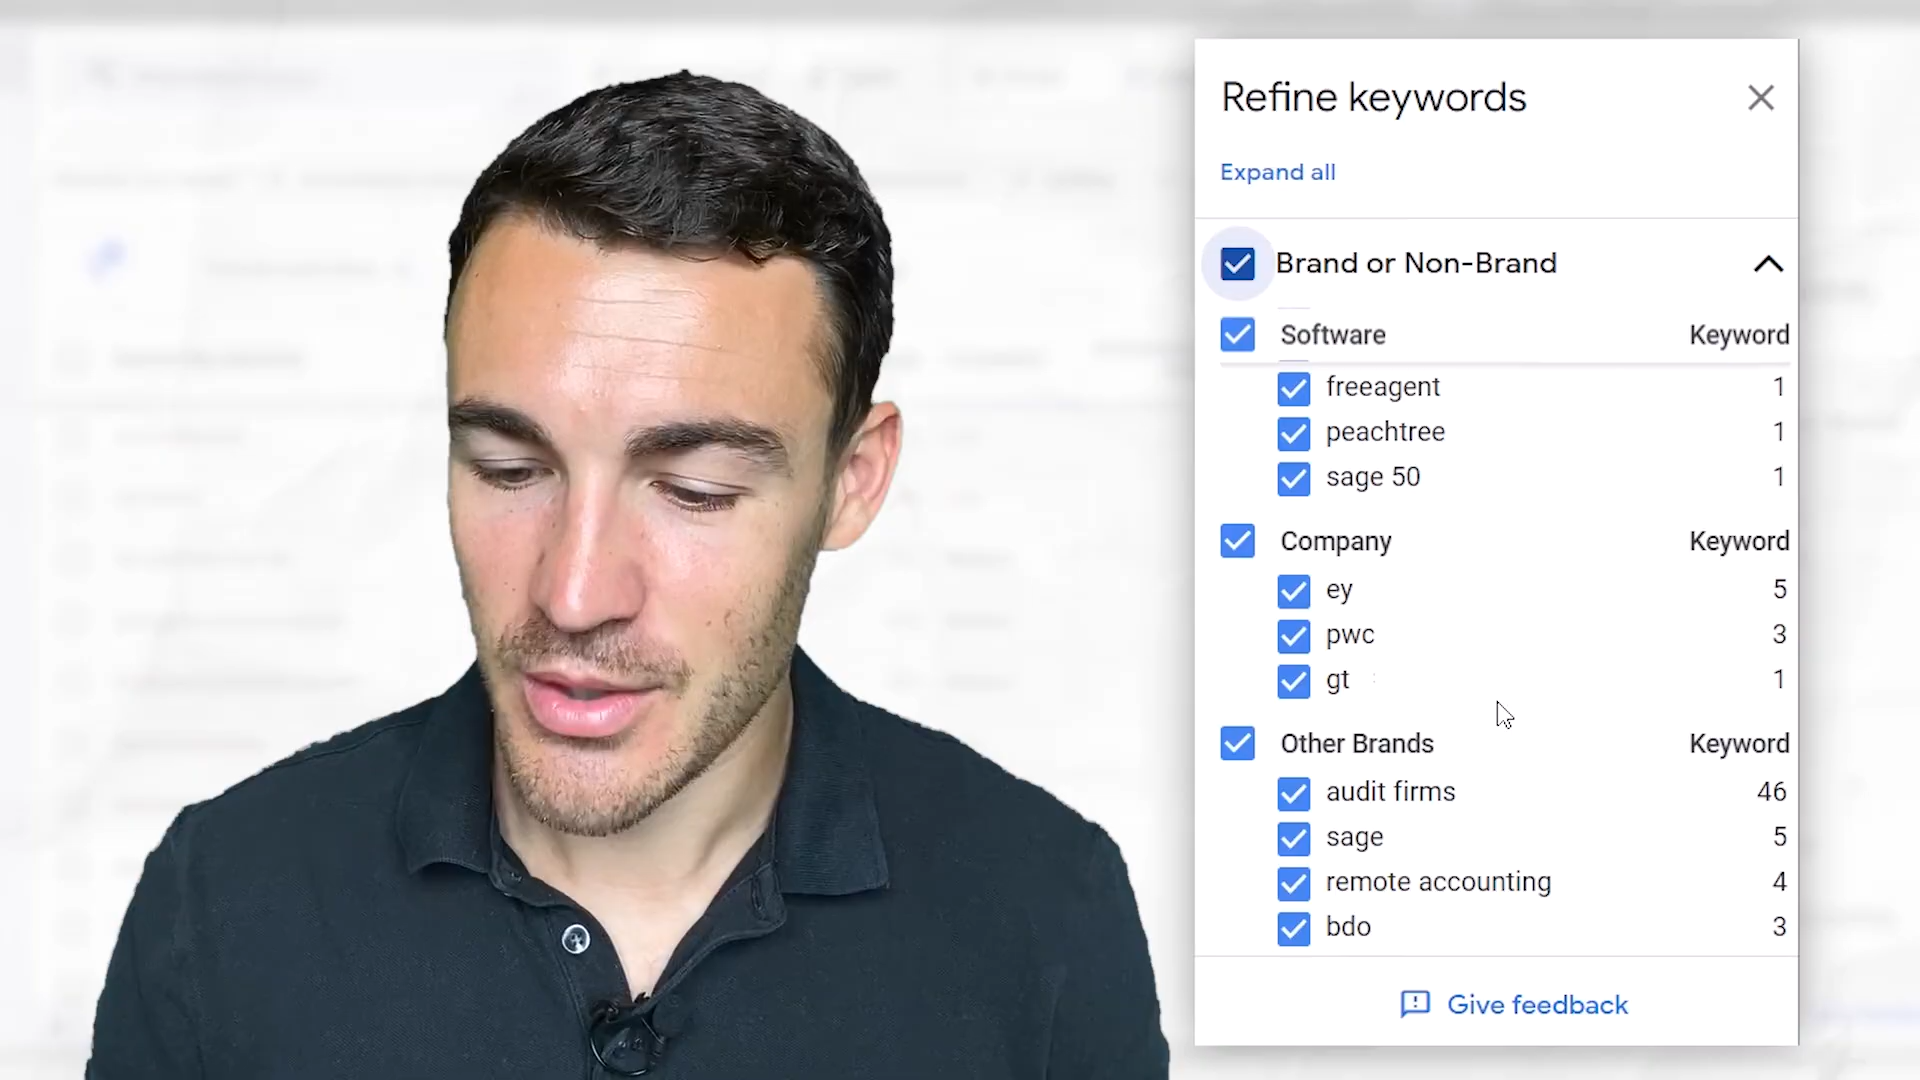 Refine keywords
Expand all
Brand or Non-Brand
Software Keyword
freeagent 1
peachtree 1
sage 50 1
Company Keyword
ey 5
pwc 3
gt 1
Other Brands Keyword
audit firms 46
sage 5
remote accounting 4
bdo 3
Give feedback